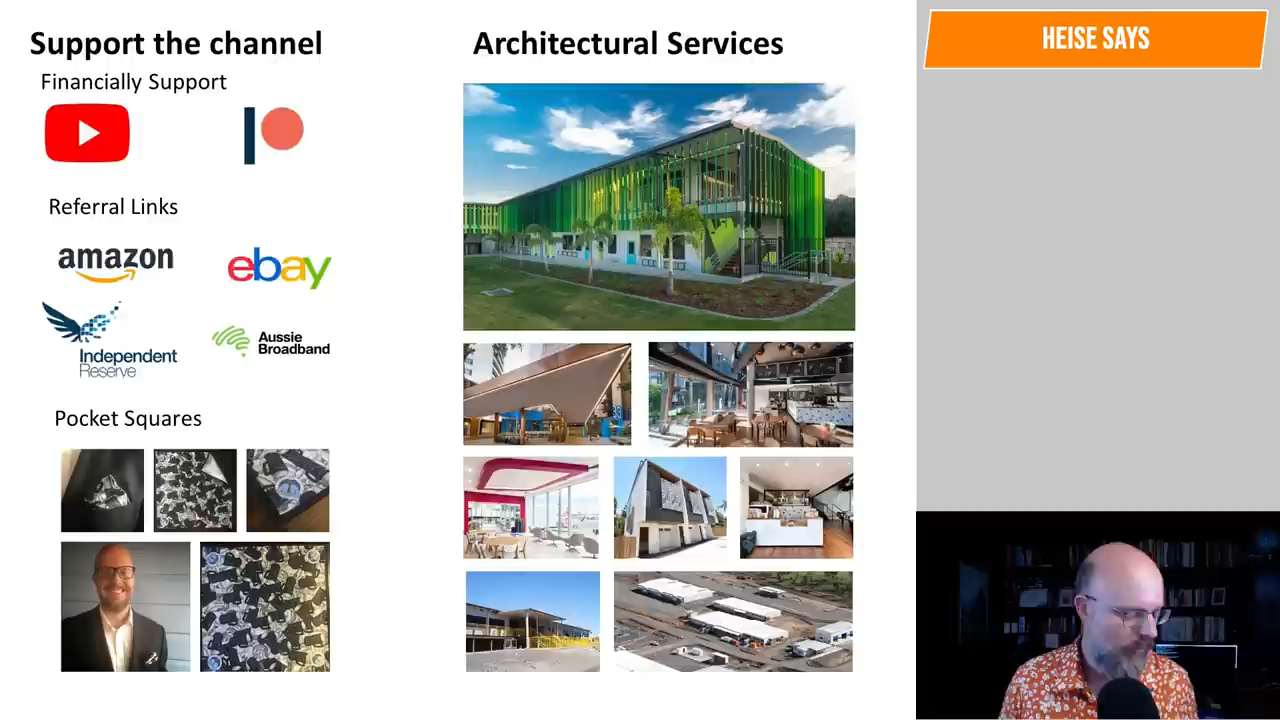 Support the channel
Financially Support
Referral Links
amazon
ebay
Independent
Reserve
Aussie
Broadband
Pocket Squares
Architectural Services
HEISE SAYS